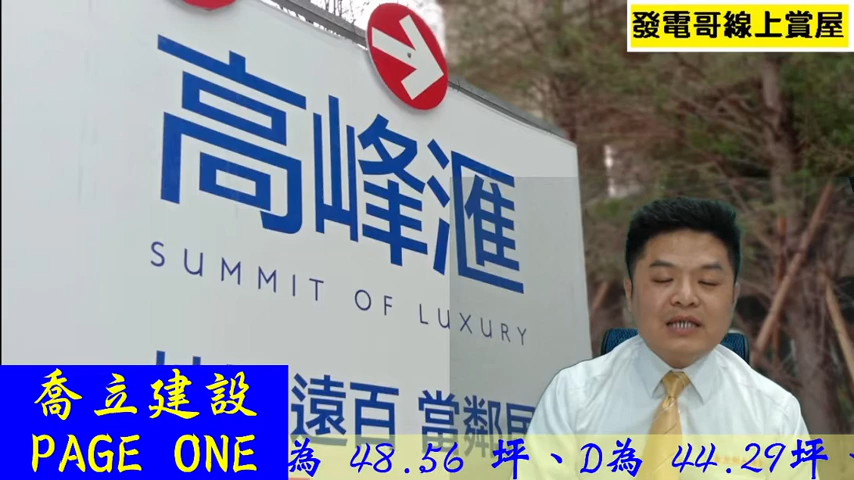 發電哥線上賞屋
高峰滙
SUMMIT OF LUXURY
遠百 當鄰居
喬立建設
PAGE ONE
為 48.56 坪、D為 44.29坪、